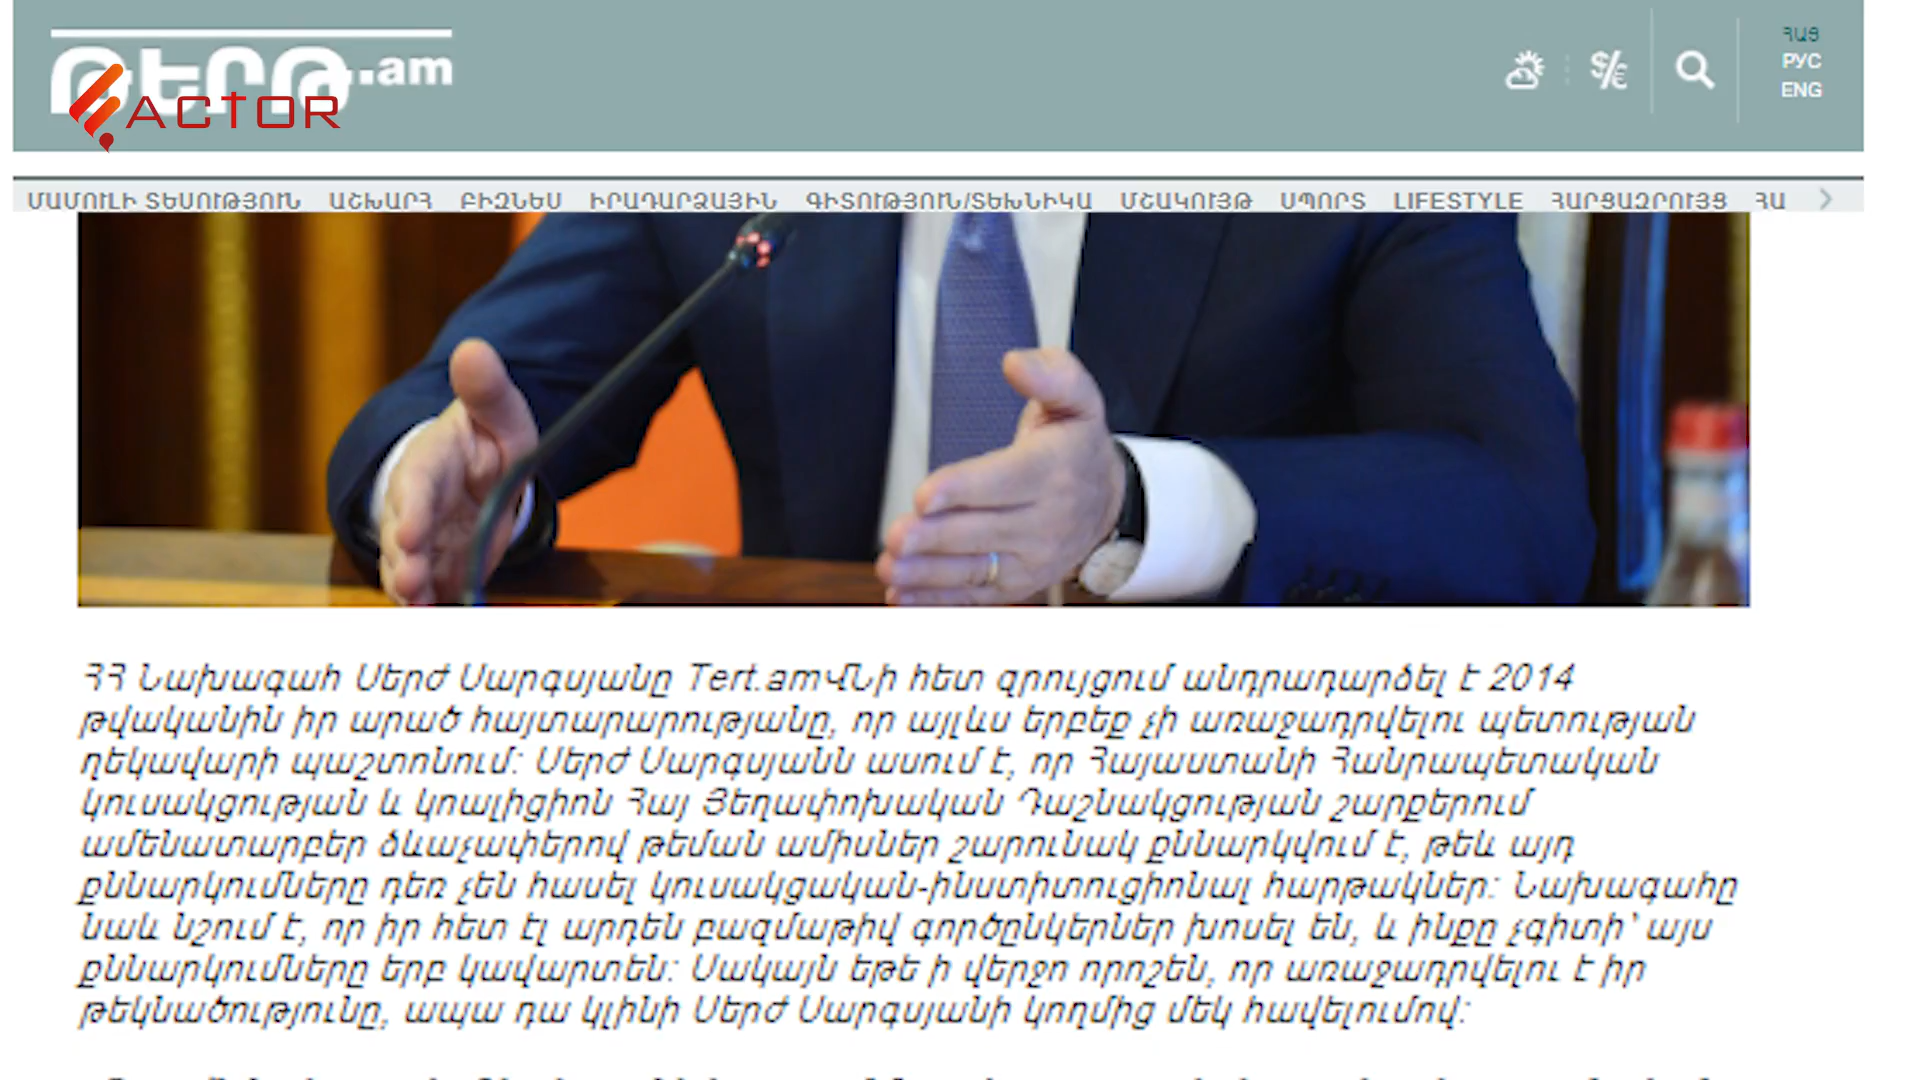 ԹԵՐԹ.am
FACTOR
ՀԱՅ
РУС
ENG
ՄԱՄՈՒԼԻ ՏԵՍՈՒԹՅՈՒՆ ԱՇԽԱՐՀ ԲԻԶՆԵՍ ԻՐԱԴԱՐՁԱՅԻՆ ԳԻՏՈՒԹՅՈՒՆ/ՏԵԽՆԻԿԱ ՄՇԱԿՈՒՅԹ ՍՊՈՐՏ LIFESTYLE ՀԱՐՑԱԶՐՈՒՅՑ ՀԱ
ՀՀ Նախագահ Սերժ Սարգսյանը Tert.amՎՆի հետ զրույցում անդրադարձել է 2014
թվականին իր արած հայտարարությանը, որ այլևս երբեք չի առաջադրվելու պետության
ղեկավարի պաշտոնում: Սերժ Սարգսյանն ասում է, որ Հայաստանի Հանրապետական
կուսակցության և կոալիցիոն Հայ Յեղափոխական Դաշնակցության շարքերում
ամենատարբեր ձևաչափերով թեման ամիսներ շարունակ քննարկվում է, թեև այդ
քննարկումները դեռ չեն հասել կուսակցական-ինստիտուցիոնալ հարթակներ: Նախագահը
նաև նշում է, որ իր հետ էլ արդեն բազմաթիվ գործընկերներ խոսել են, և ինքը չգիտի՝ այս
քննարկումները երբ կավարտեն: Սակայն եթե ի վերջո որոշեն, որ առաջադրվելու է իր
թեկնածությունը, ապա դա կլինի Սերժ Սարգսյանի կողմից մեկ հավելումով: